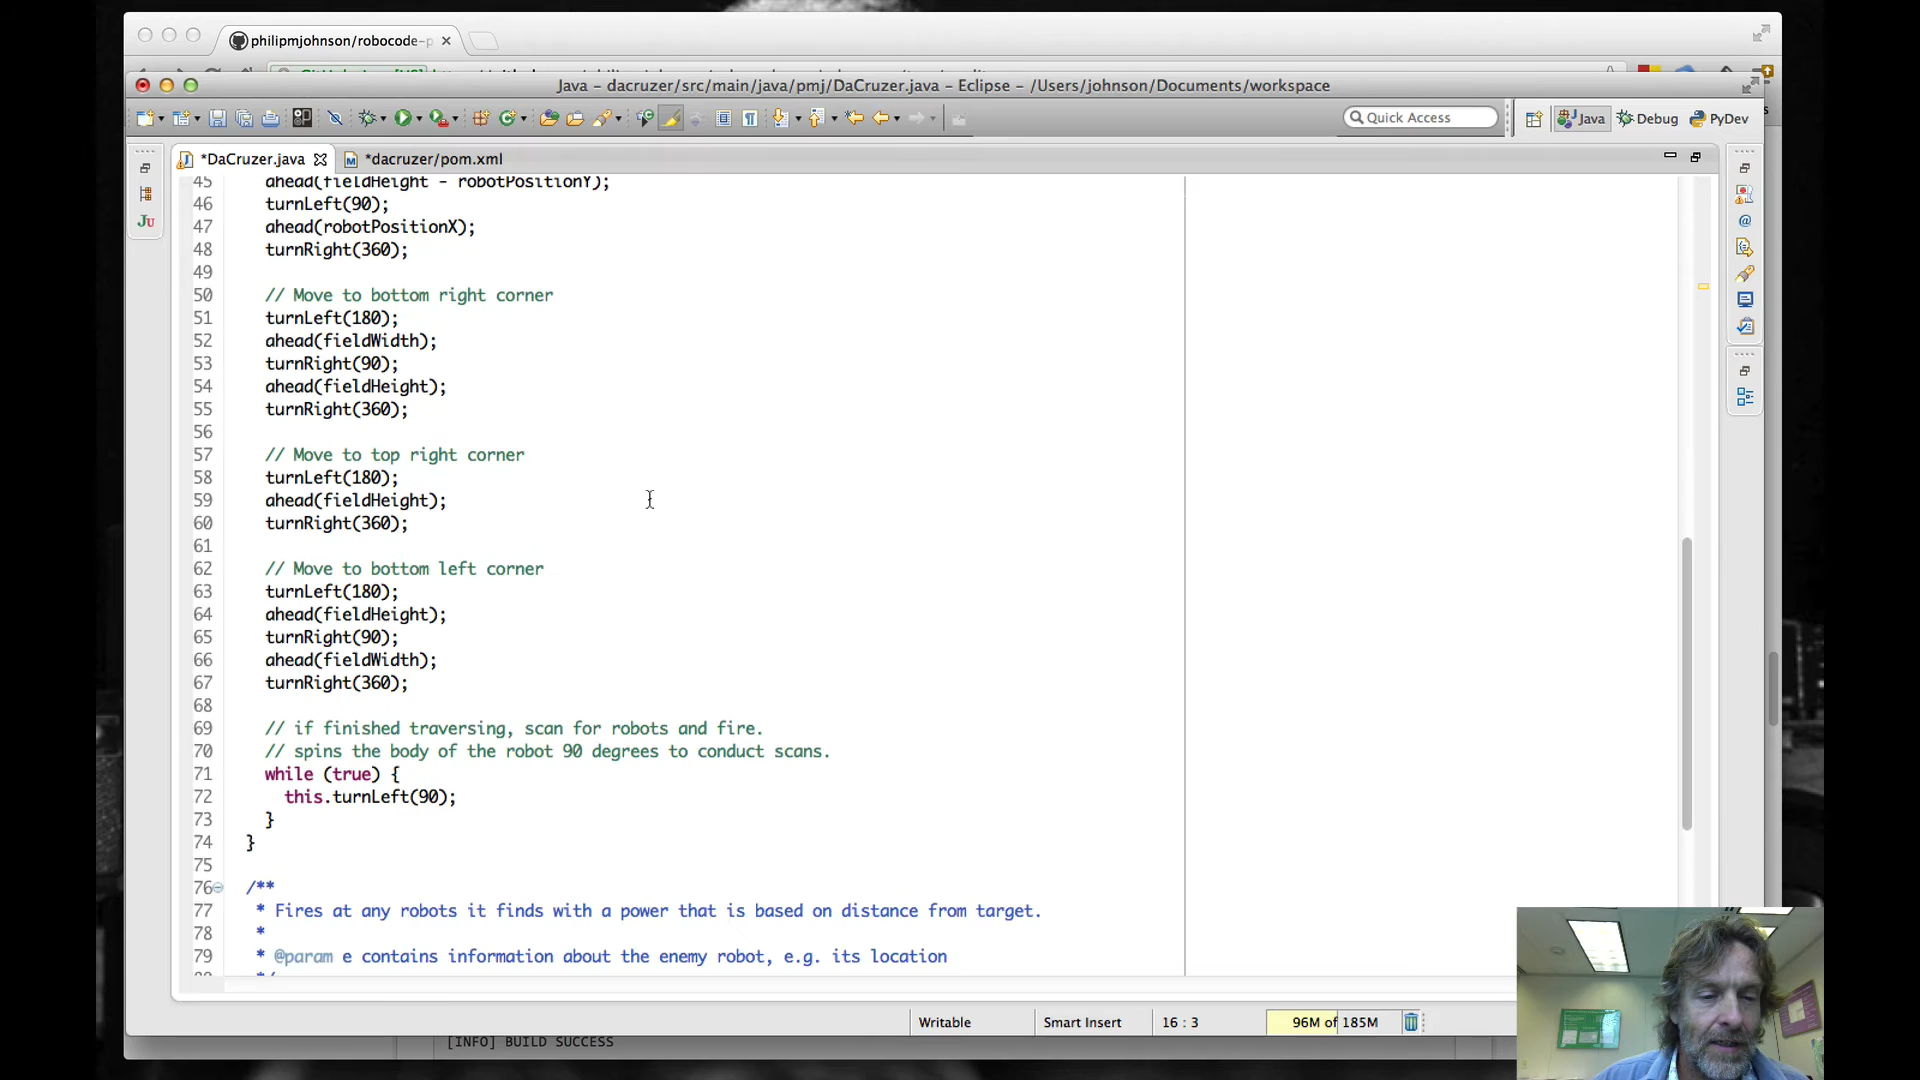 philipmjohnson/robocode-p
Java - dacruzer/src/main/java/pmj/DaCruzer.java - Eclipse - /Users/johnson/Documents/workspace
Quick Access
Java
Debug
PyDev
*DaCruzer.java
*dacruzer/pom.xml
45 ahead(fieldHeight - robotPositionY);
46 turnLeft(90);
47 ahead(robotPositionX);
48 turnRight(360);
49
50 // Move to bottom right corner
51 turnLeft(180);
52 ahead(fieldWidth);
53 turnRight(90);
54 ahead(fieldHeight);
55 turnRight(360);
56
57 // Move to top right corner
58 turnLeft(180);
59 ahead(fieldHeight);
60 turnRight(360);
61
62 // Move to bottom left corner
63 turnLeft(180);
64 ahead(fieldHeight);
65 turnRight(90);
66 ahead(fieldWidth);
67 turnRight(360);
68
69 // if finished traversing, scan for robots and fire.
70 // spins the body of the robot 90 degrees to conduct scans.
71 while (true) {
72 this.turnLeft(90);
73 }
74 }
75
76 /**
77 * Fires at any robots it finds with a power that is based on distance from target.
78 *
79 * @param e contains information about the enemy robot, e.g. its location
Writable
Smart Insert
16 : 3
96M of 185M
[INFO] BUILD SUCCESS